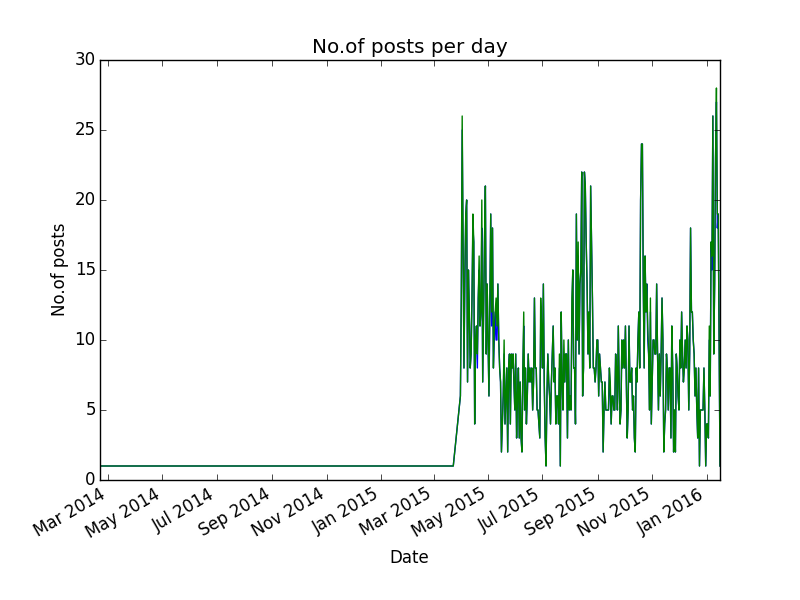 No.of posts per day
30
25
20
15
10
5
0
No.of posts
Mar 2014
May 2014
Jul 2014
Sep 2014
Nov 2014
Jan 2015
Mar 2015
May 2015
Jul 2015
Sep 2015
Nov 2015
Jan 2016
Date